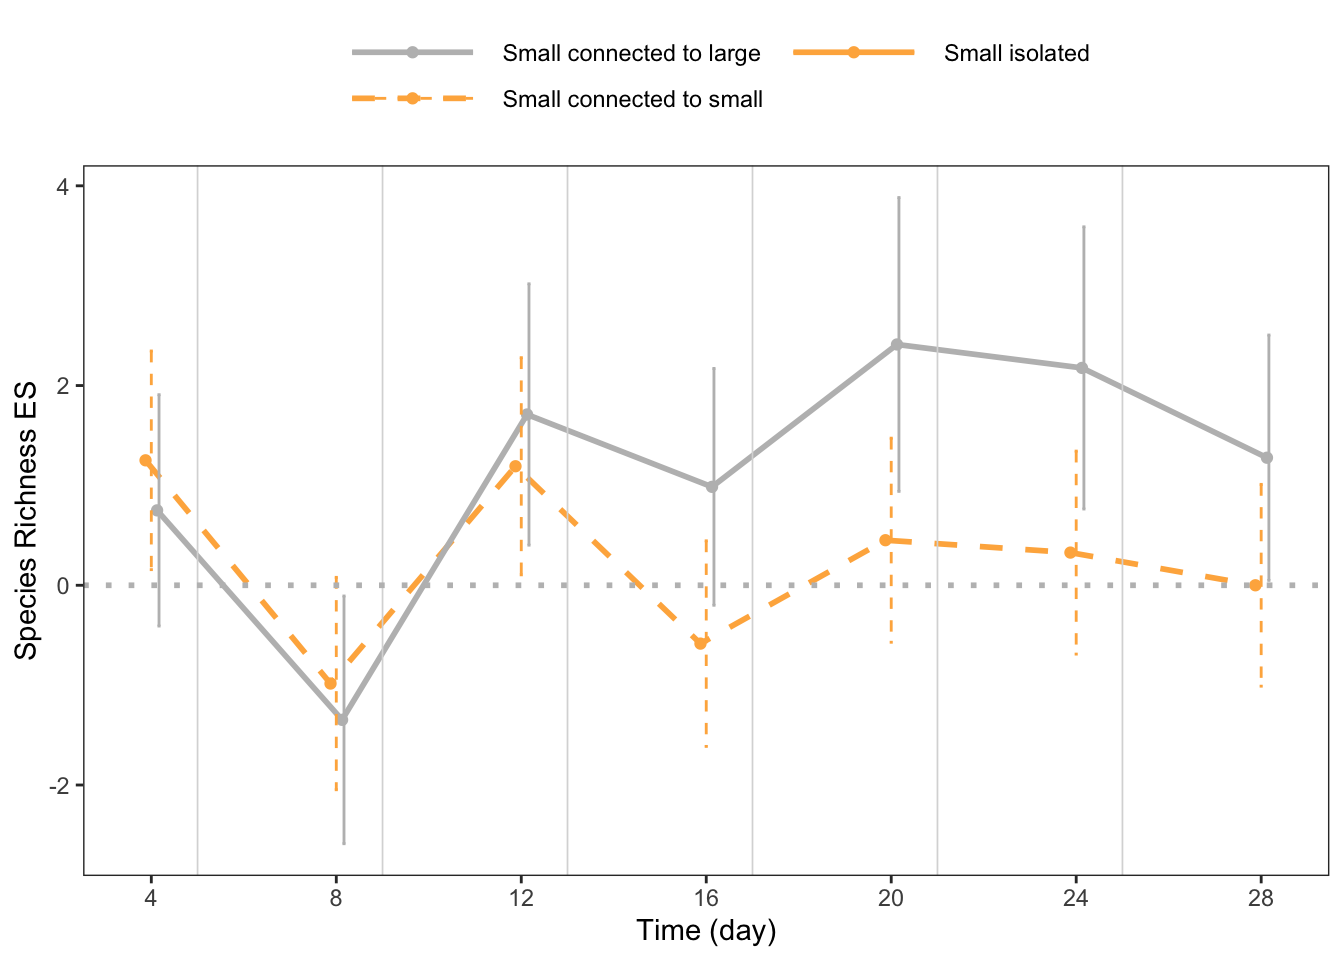 Small connected to large
Small isolated
Small connected to small
4
2
0
-2
Species Richness ES
4
8
12
16
20
24
28
Time (day)